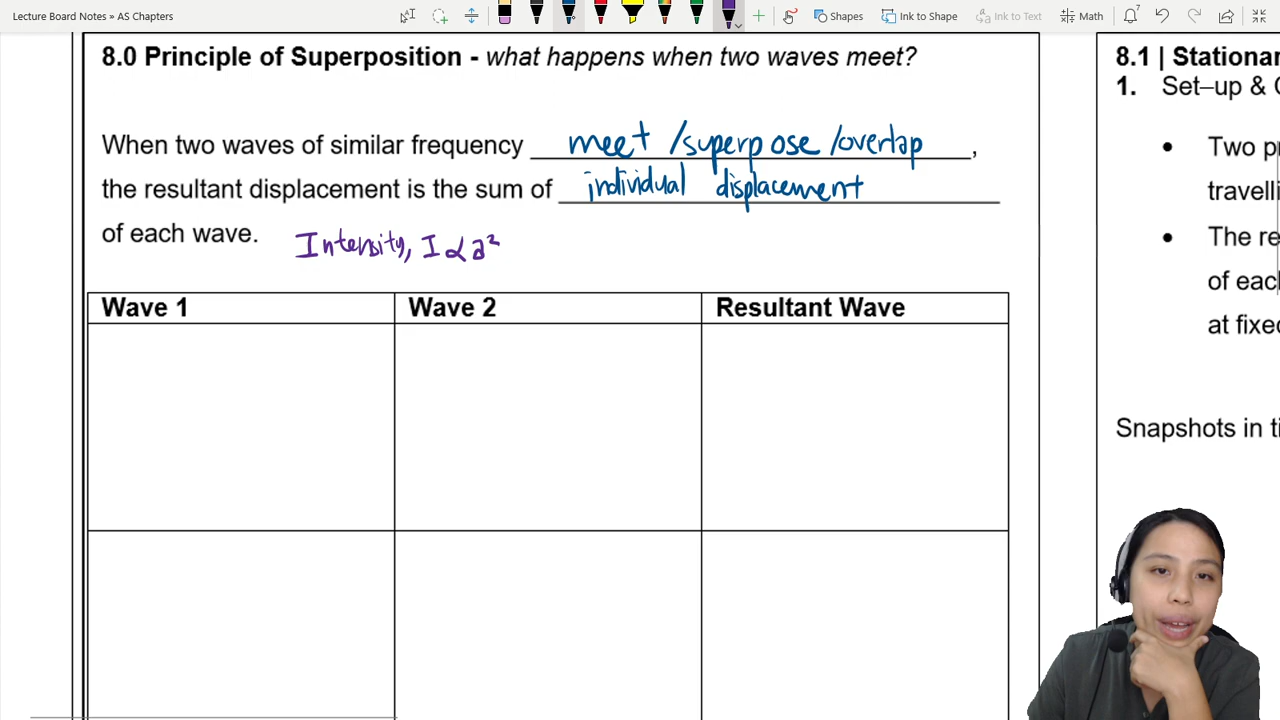 Lecture Board Notes » AS Chapters
Shapes
Ink to Shape
Ink to Text
Math
7
8.0 Principle of Superposition - what happens when two waves meet?
When two waves of similar frequency meet /superpose /overlap,
the resultant displacement is the sum of individual displacement
of each wave.
Intensity, I ∝ a²
Wave 1 Wave 2 Resultant Wave
8.1 | Stationar
1. Set–up &
• Two p
travelli
• The re
of eac
at fixe
Snapshots in ti